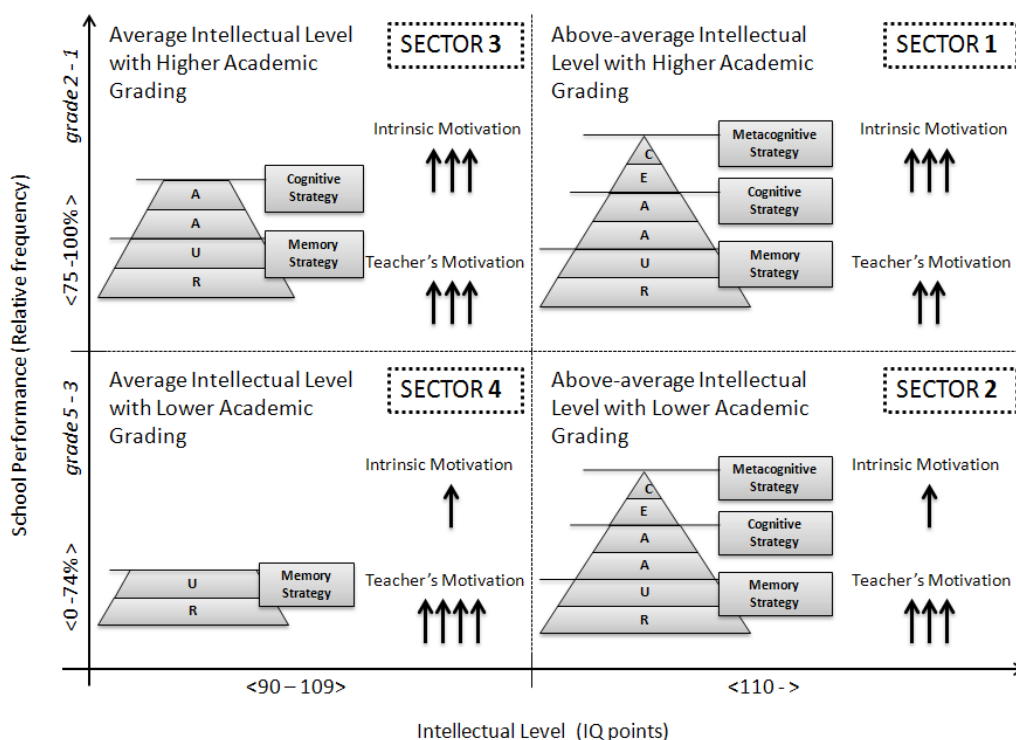 School Performance (Relative frequency)
grade 2 - 1
<75 -100% >
grade 5 - 3
<0 -74% >
Average Intellectual Level
with Higher Academic
Grading
SECTOR 3
Intrinsic Motivation
Cognitive
Strategy
Memory
Strategy
A
A
U
R
Teacher's Motivation
Above-average Intellectual
Level with Higher Academic
Grading
SECTOR 1
Intrinsic Motivation
Metacognitive
Strategy
Cognitive
Strategy
Memory
Strategy
C
E
A
A
U
R
Teacher's Motivation
Average Intellectual Level
with Lower Academic
Grading
SECTOR 4
Intrinsic Motivation
Memory
Strategy
U
R
Teacher's Motivation
Above-average Intellectual
Level with Lower Academic
Grading
SECTOR 2
Intrinsic Motivation
Metacognitive
Strategy
Cognitive
Strategy
Memory
Strategy
C
E
A
A
U
R
Teacher's Motivation
<90 – 109>
<110 - >
Intellectual Level (IQ points)